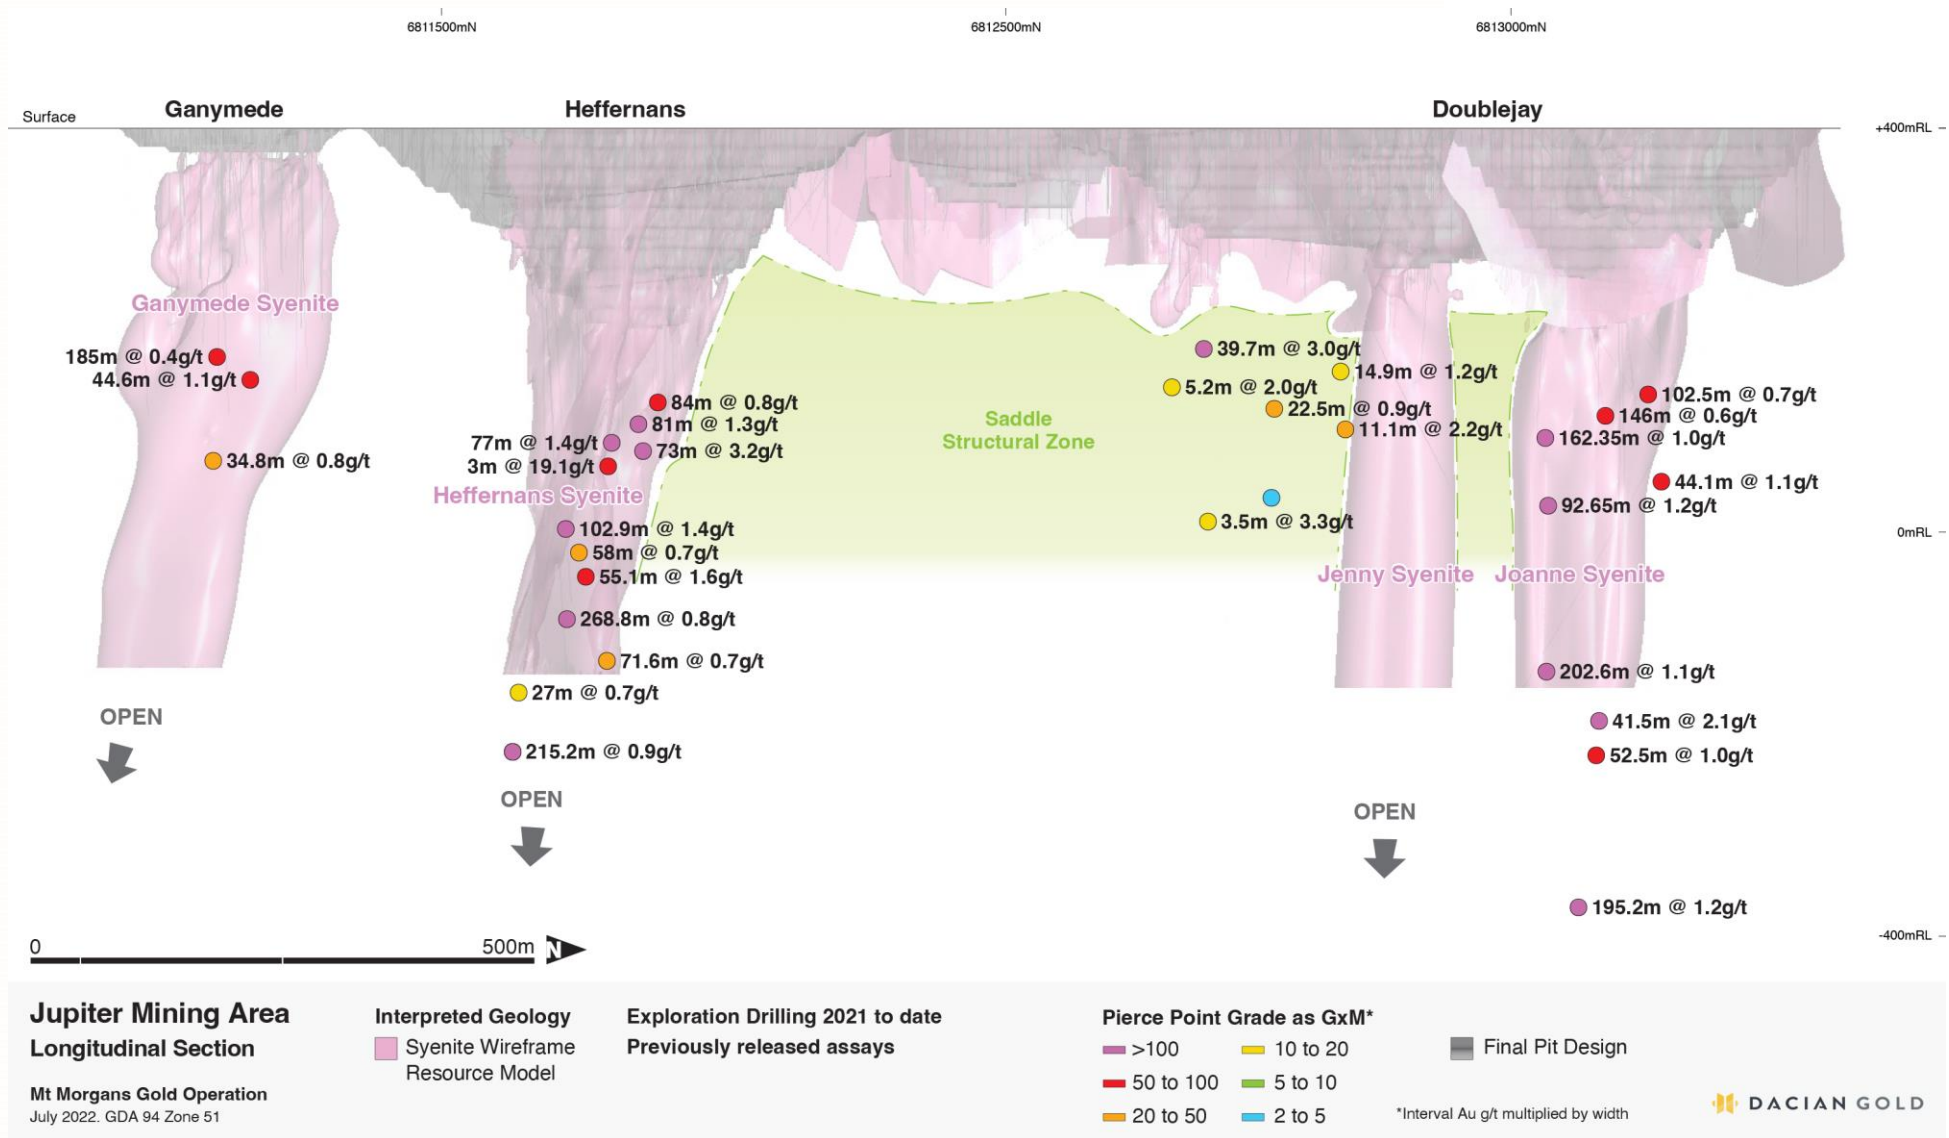 6811500mN
6812500mN
6813000mN
Surface
Ganymede
Heffernans
Doublejay
+400mRL
Ganymede Syenite
185m @ 0.4g/t
44.6m @ 1.1g/t
34.8m @ 0.8g/t
84m @ 0.8g/t
81m @ 1.3g/t
77m @ 1.4g/t
73m @ 3.2g/t
3m @ 19.1g/t
Heffernans Syenite
102.9m @ 1.4g/t
58m @ 0.7g/t
55.1m @ 1.6g/t
268.8m @ 0.8g/t
71.6m @ 0.7g/t
27m @ 0.7g/t
215.2m @ 0.9g/t
Saddle
Structural Zone
39.7m @ 3.0g/t
14.9m @ 1.2g/t
5.2m @ 2.0g/t
22.5m @ 0.9g/t
11.1m @ 2.2g/t
3.5m @ 3.3g/t
102.5m @ 0.7g/t
146m @ 0.6g/t
162.35m @ 1.0g/t
44.1m @ 1.1g/t
92.65m @ 1.2g/t
0mRL
Jenny Syenite
Joanne Syenite
202.6m @ 1.1g/t
41.5m @ 2.1g/t
52.5m @ 1.0g/t
OPEN
OPEN
OPEN
195.2m @ 1.2g/t
-400mRL
0
500m
N
Jupiter Mining Area
Longitudinal Section
Mt Morgans Gold Operation
July 2022. GDA 94 Zone 51
Interpreted Geology
Syenite Wireframe
Resource Model
Exploration Drilling 2021 to date
Previously released assays
Pierce Point Grade as GxM*
>100
10 to 20
50 to 100
5 to 10
20 to 50
2 to 5
Final Pit Design
*Interval Au g/t multiplied by width
DACIAN GOLD